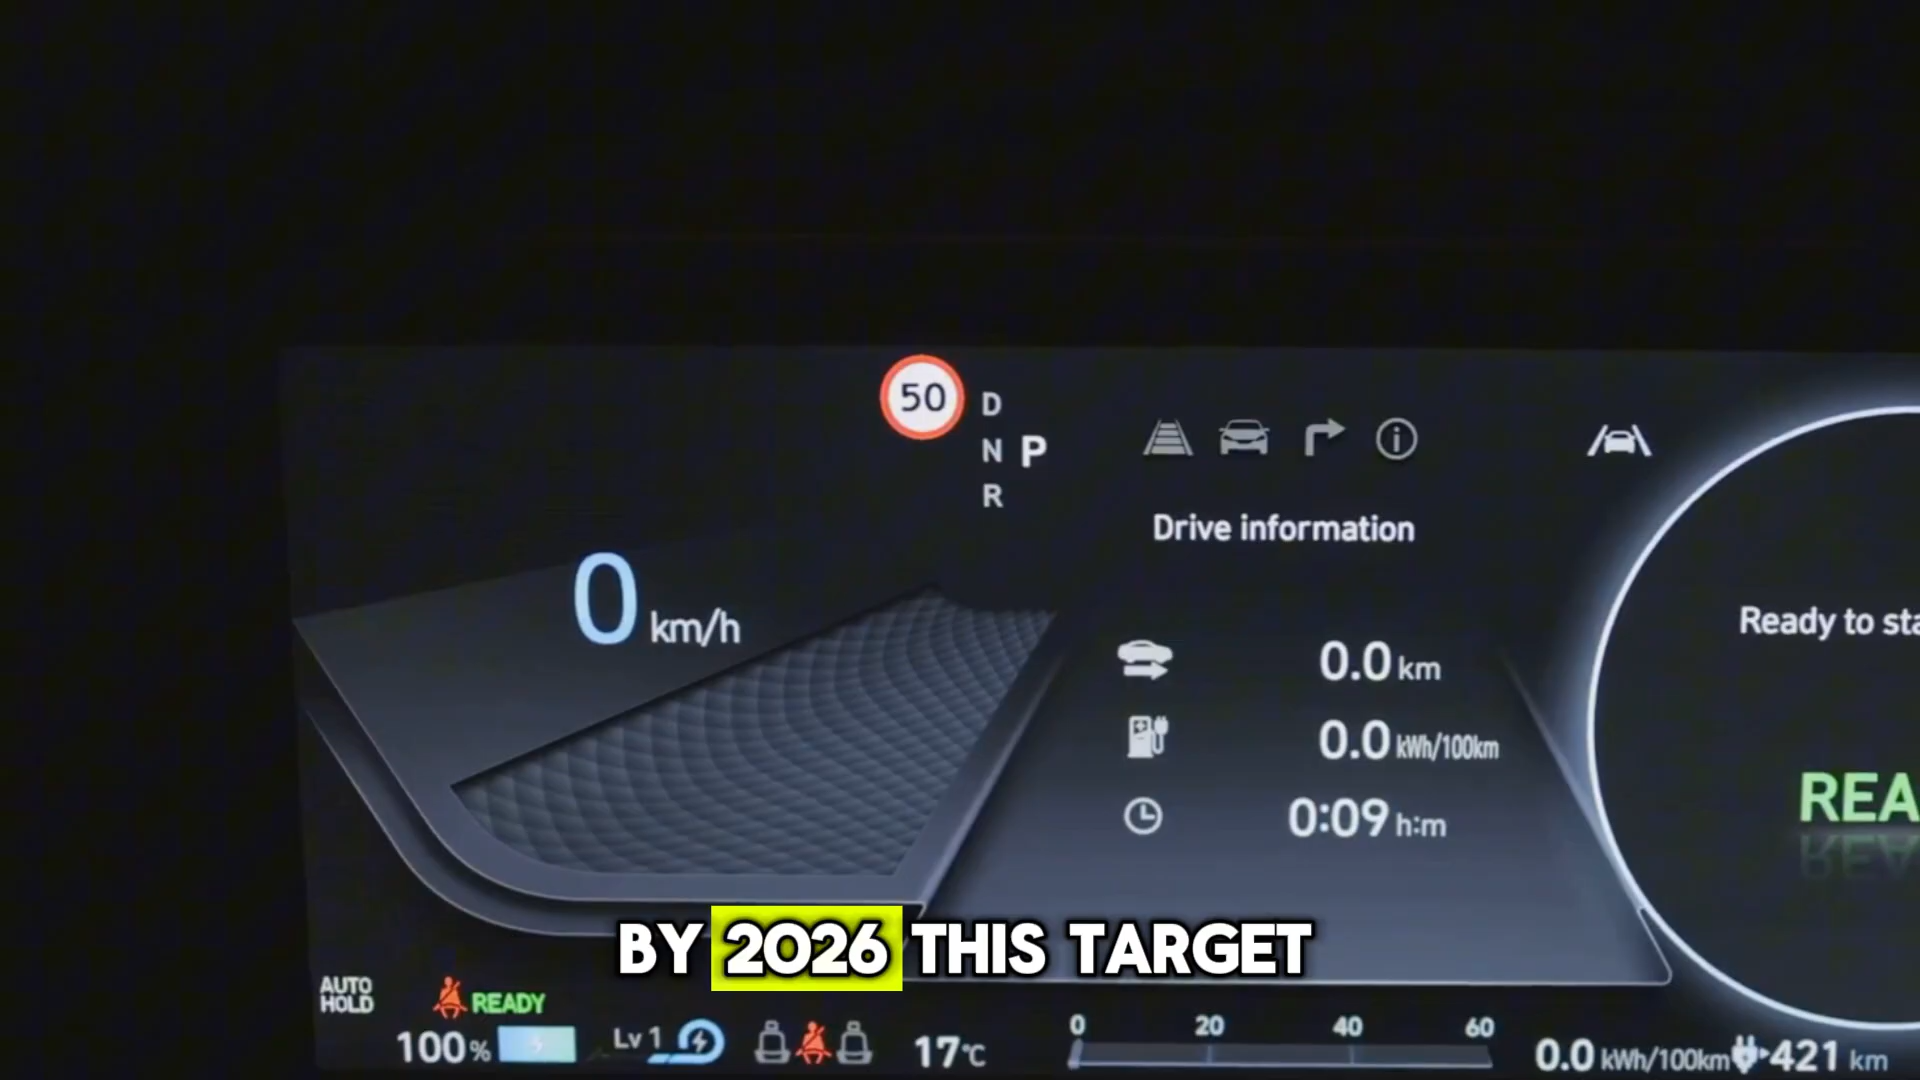 50
D
N P
R
Drive information
0 km/h
Ready to sta
0.0 km
0.0 kWh/100km
REA
0:09 h:m
BY 2026 THIS TARGET
AUTO
HOLD
READY
100%
Lv 1
17°C
0 20 40 60
0.0 kWh/100km
421 km